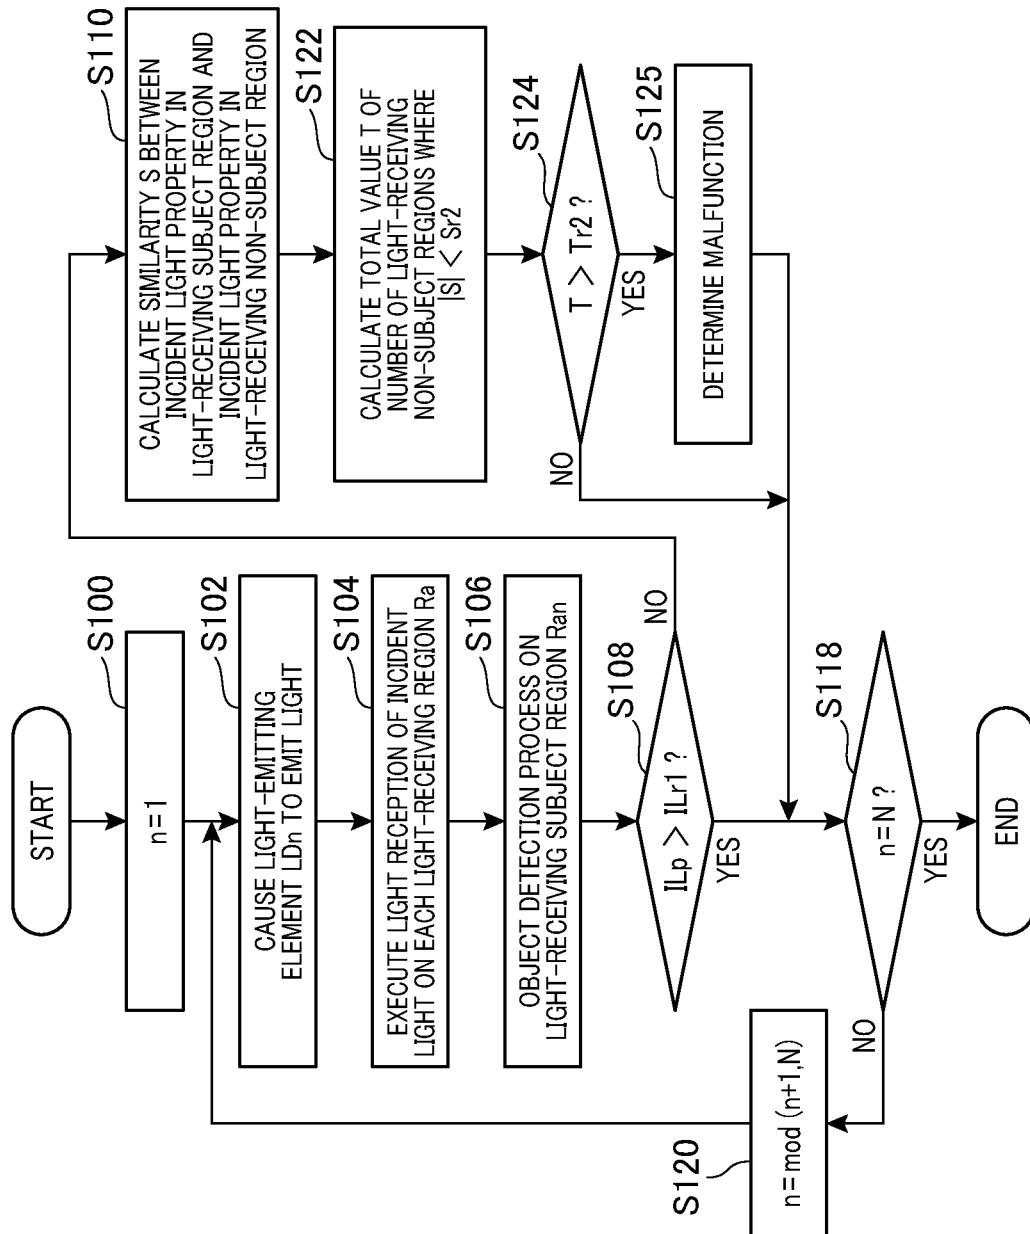 START
S100
n=1
S102
CAUSE LIGHT-EMITTING
ELEMENT LDn TO EMIT LIGHT
S104
EXECUTE LIGHT RECEPTION OF INCIDENT
LIGHT ON EACH LIGHT-RECEIVING REGION Ra
S106
OBJECT DETECTION PROCESS ON
LIGHT-RECEIVING SUBJECT REGION Ran
S108
ILp > ILr1 ?
NO
YES
S110
CALCULATE SIMILARITY S BETWEEN
INCIDENT LIGHT PROPERTY IN
LIGHT-RECEIVING SUBJECT REGION AND
INCIDENT LIGHT PROPERTY IN
LIGHT-RECEIVING NON-SUBJECT REGION
S122
CALCULATE TOTAL VALUE T OF
NUMBER OF LIGHT-RECEIVING
NON-SUBJECT REGIONS WHERE
|S| < Sr2
S124
T > Tr2 ?
NO
YES
S125
DETERMINE MALFUNCTION
S118
n=N ?
NO
YES
S120
n=mod (n+1,N)
END